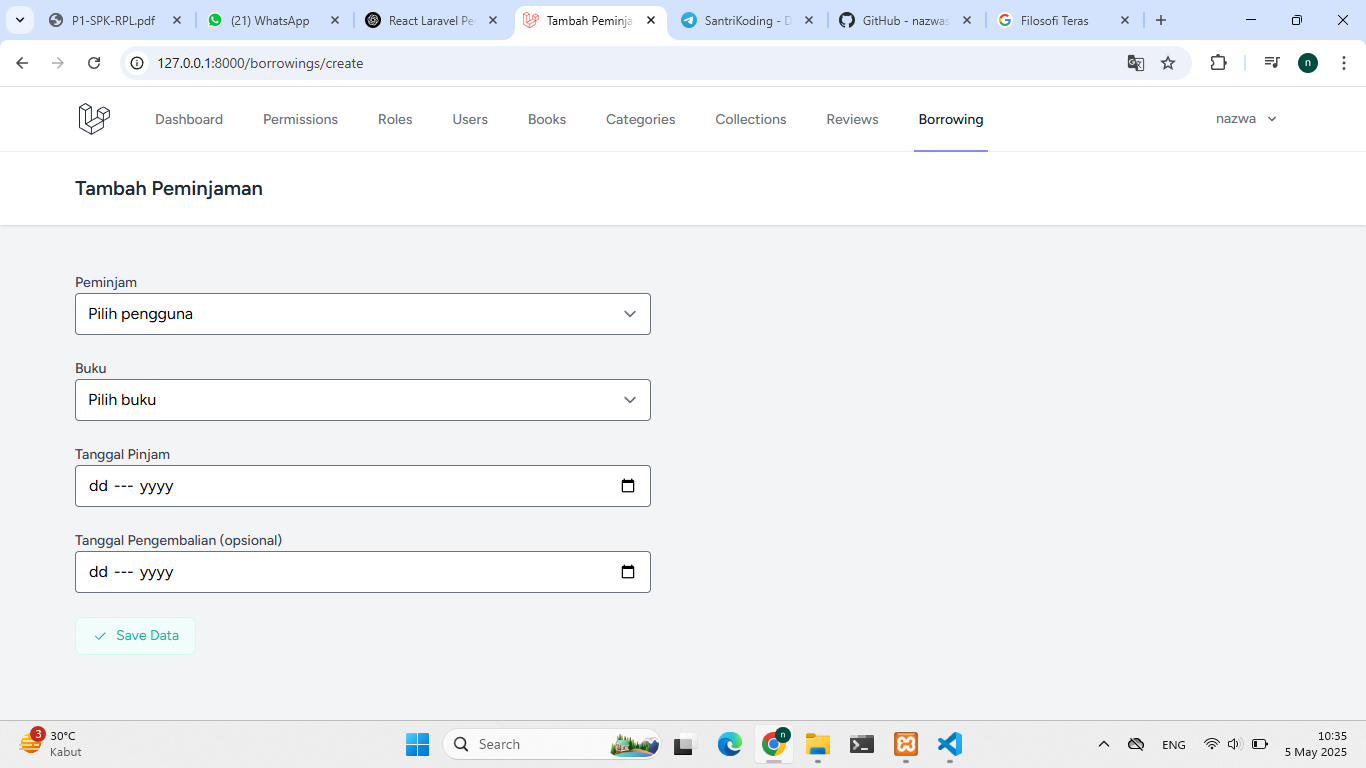 P1-SPK-RPL.pdf
(21) WhatsApp
React Laravel Pe
Tambah Peminja
SantriKoding - D
GitHub - nazwas
Filosofi Teras
127.0.0.1:8000/borrowings/create
n
Dashboard Permissions Roles Users Books Categories Collections Reviews Borrowing nazwa
Tambah Peminjaman
Peminjam
Pilih pengguna
Buku
Pilih buku
Tanggal Pinjam
dd --- yyyy
Tanggal Pengembalian (opsional)
dd --- yyyy
Save Data
3
30°C
Kabut
Search
n
ENG
10:35
5 May 2025